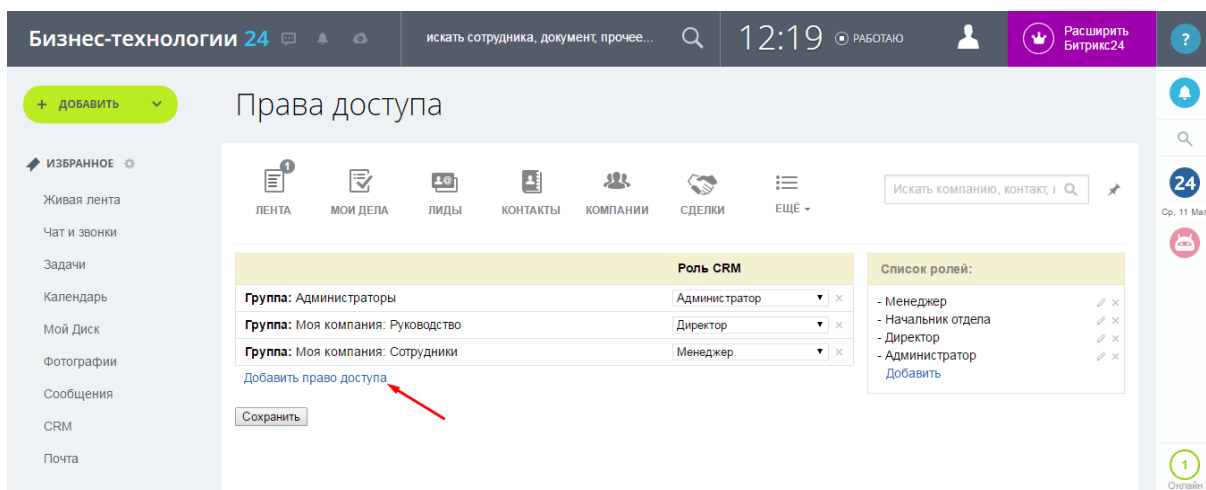 Бизнес-технологии 24
искать сотрудника, документ, прочее...
12:19
РАБОТАЮ
Расширить
Битрикс24
?
+ ДОБАВИТЬ
Права доступа
ИЗБРАННОЕ
Живая лента
Чат и звонки
Задачи
Календарь
Мой Диск
Фотографии
Сообщения
CRM
Почта
1
ЛЕНТА
МОИ ДЕЛА
ЛИДЫ
КОНТАКТЫ
КОМПАНИИ
СДЕЛКИ
ЕЩЁ
Искать компанию, контакт,
Роль CRM
Группа: Администраторы
Администратор
Группа: Моя компания: Руководство
Директор
Группа: Моя компания: Сотрудники
Менеджер
Добавить право доступа
Сохранить
Список ролей:
- Менеджер
- Начальник отдела
- Директор
- Администратор
Добавить
24
Ср, 11 Мая
1
Онлайн